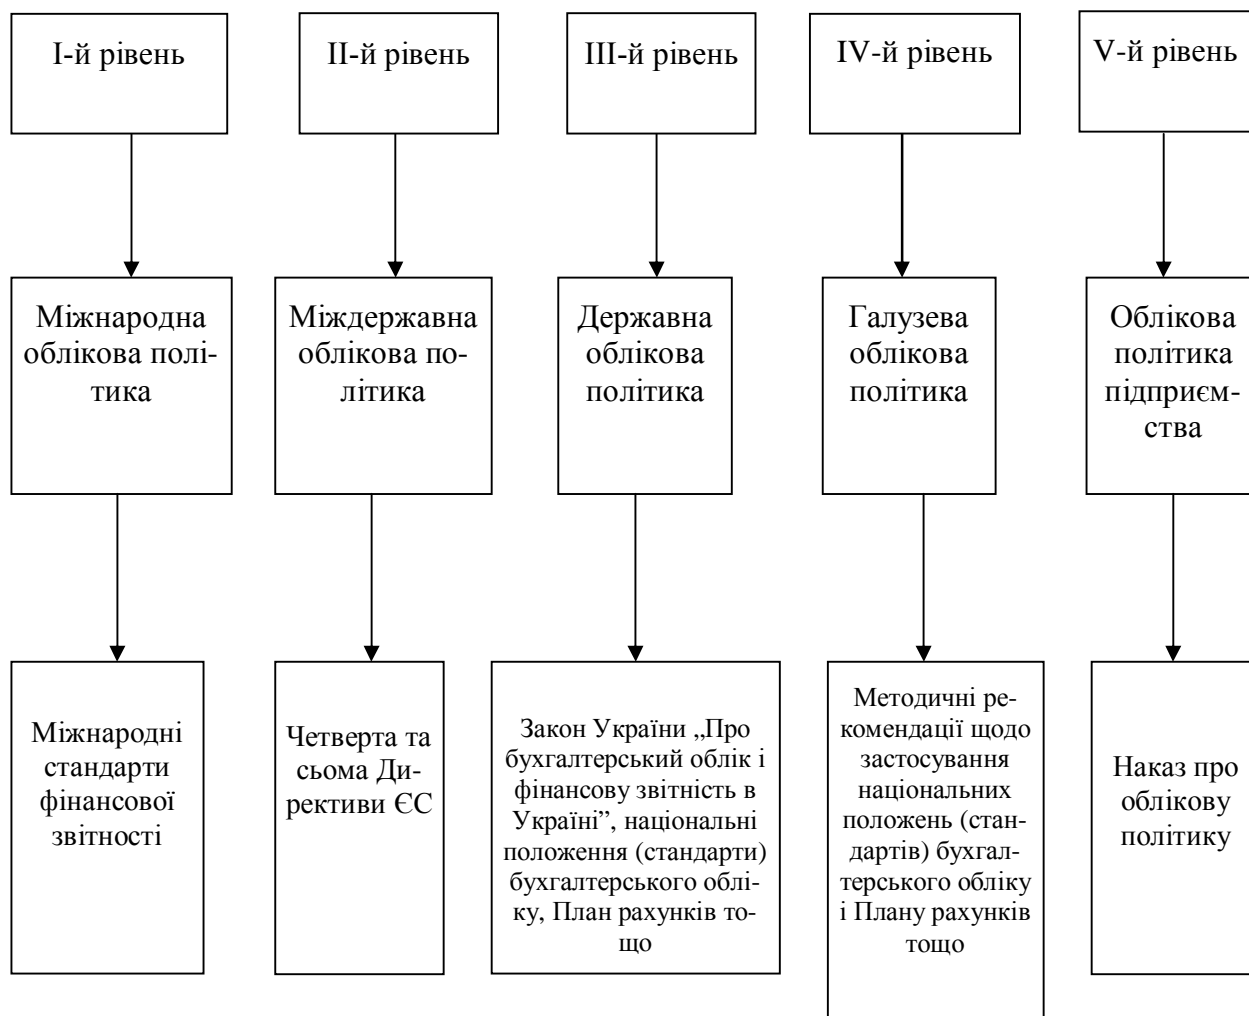 І-й рівень
ІІ-й рівень
ІІІ-й рівень
IV-й рівень
V-й рівень
Міжнародна
облікова полі-
тика
Міждержавна
облікова по-
літика
Державна
облікова
політика
Галузева
облікова
політика
Облікова
політика
підприєм-
ства
Міжнародні
стандарти
фінансової
звітності
Четверта та
сьома Ди-
рективи ЄС
Закон України „Про
бухгалтерський облік і
фінансову звітність в
Україні”, національні
положення (стандарти)
бухгалтерського облі-
ку, План рахунків то-
що
Методичні ре-
комендації щодо
застосування
національних
положень (стан-
дартів) бухгал-
терського обліку
і Плану рахунків
тощо
Наказ про
облікову
політику